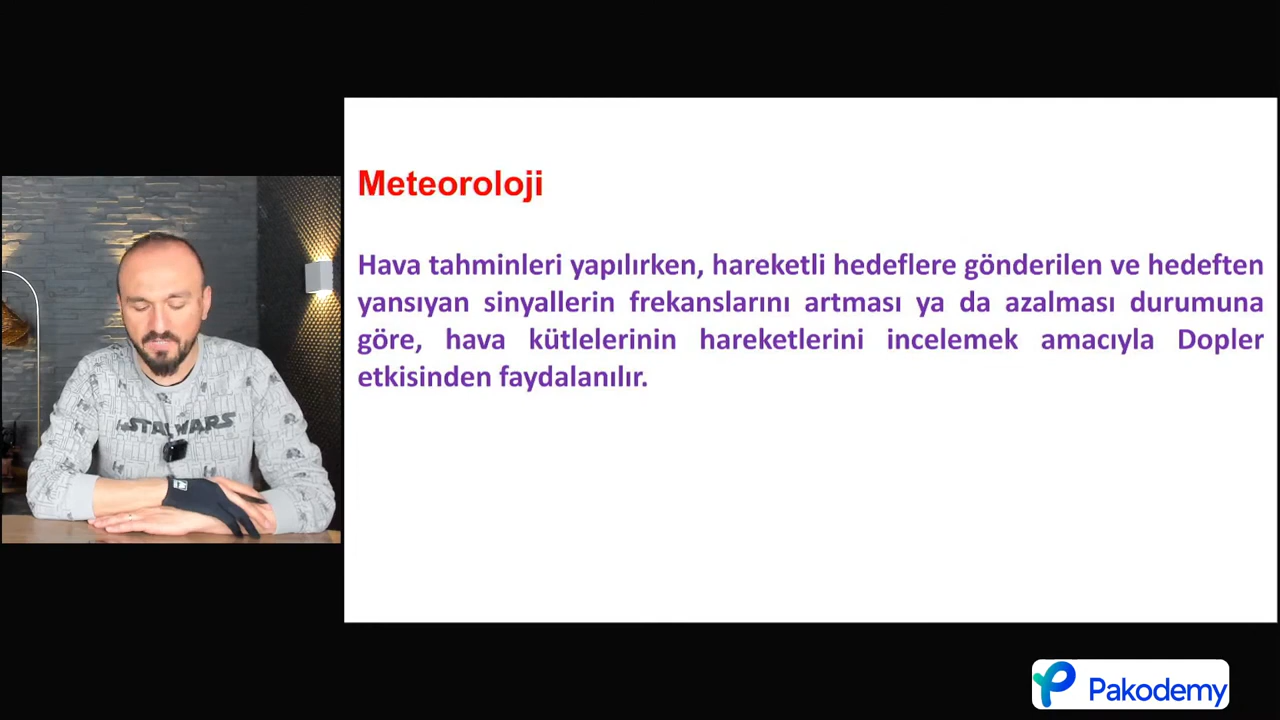 Meteoroloji
Hava tahminleri yapılırken, hareketli hedeflere gönderilen ve hedeften
yansıyan sinyallerin frekanslarını artması ya da azalması durumuna
göre, hava kütlelerinin hareketlerini incelemek amacıyla Dopler
etkisinden faydalanılır.
STAR WARS
Pakodemy